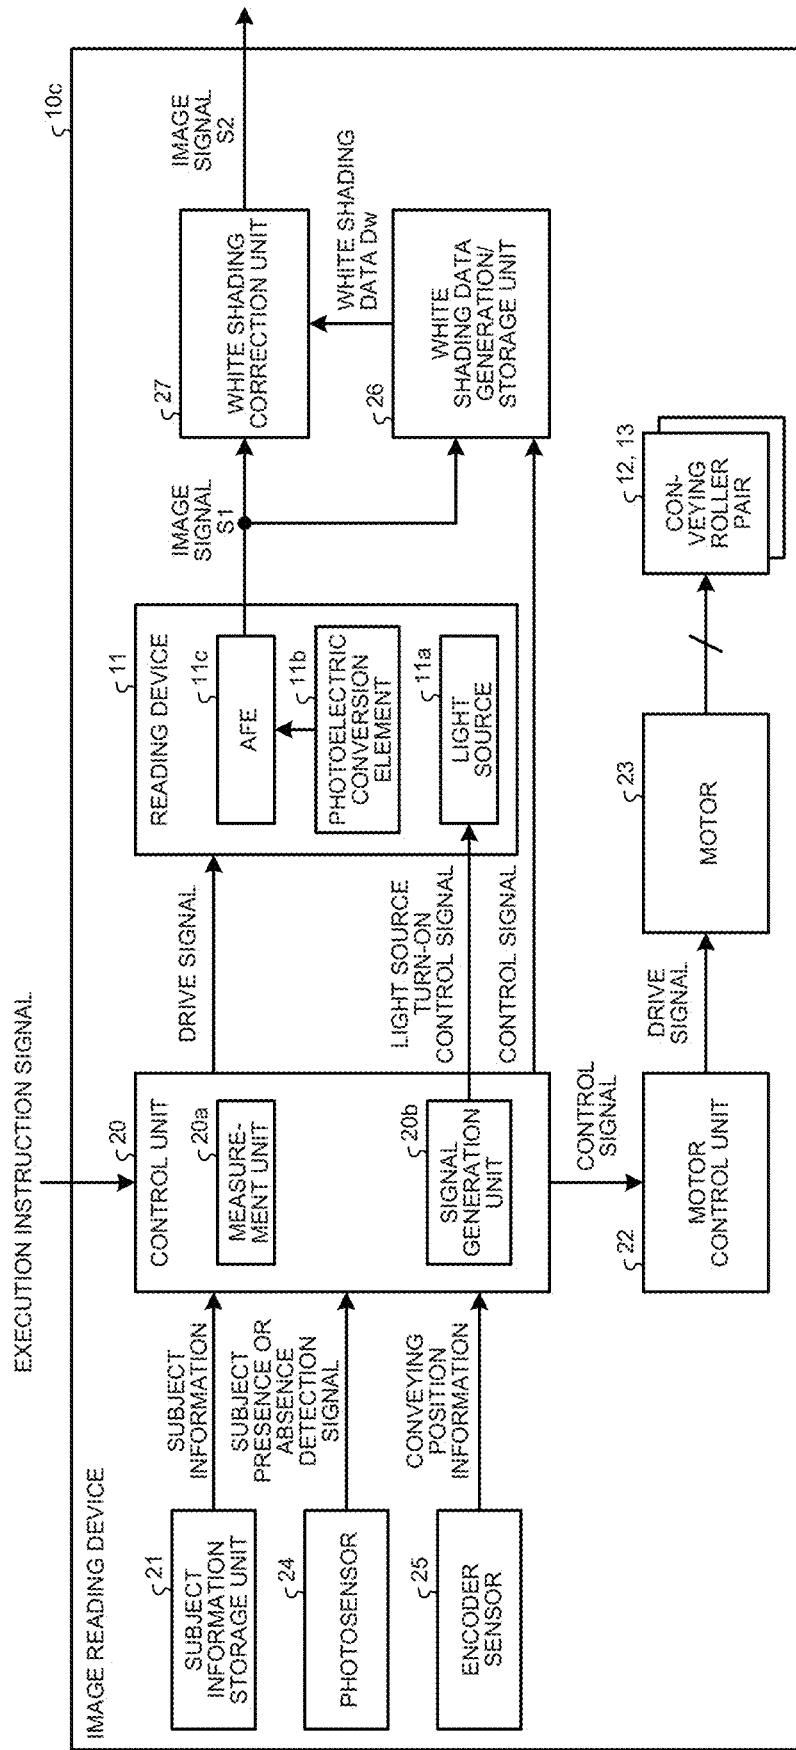 EXECUTION INSTRUCTION SIGNAL
IMAGE READING DEVICE
10c
21
SUBJECT
INFORMATION
STORAGE UNIT
SUBJECT
INFORMATION
24
PHOTOSENSOR
SUBJECT
PRESENCE OR
ABSENCE
DETECTION
SIGNAL
25
ENCODER
SENSOR
CONVEYING
POSITION
INFORMATION
20
CONTROL UNIT
20a
MEASURE-
MENT UNIT
20b
SIGNAL
GENERATION
UNIT
DRIVE SIGNAL
LIGHT SOURCE
TURN-ON
CONTROL SIGNAL
CONTROL SIGNAL
11
READING DEVICE
11c
AFE
11b
PHOTOELECTRIC
CONVERSION
ELEMENT
11a
LIGHT
SOURCE
IMAGE
SIGNAL
S1
27
WHITE SHADING
CORRECTION UNIT
IMAGE
SIGNAL
S2
WHITE SHADING
DATA Dw
26
WHITE
SHADING DATA
GENERATION/
STORAGE UNIT
CONTROL
SIGNAL
22
MOTOR
CONTROL UNIT
DRIVE
SIGNAL
23
MOTOR
12, 13
CON-
VEYING
ROLLER
PAIR